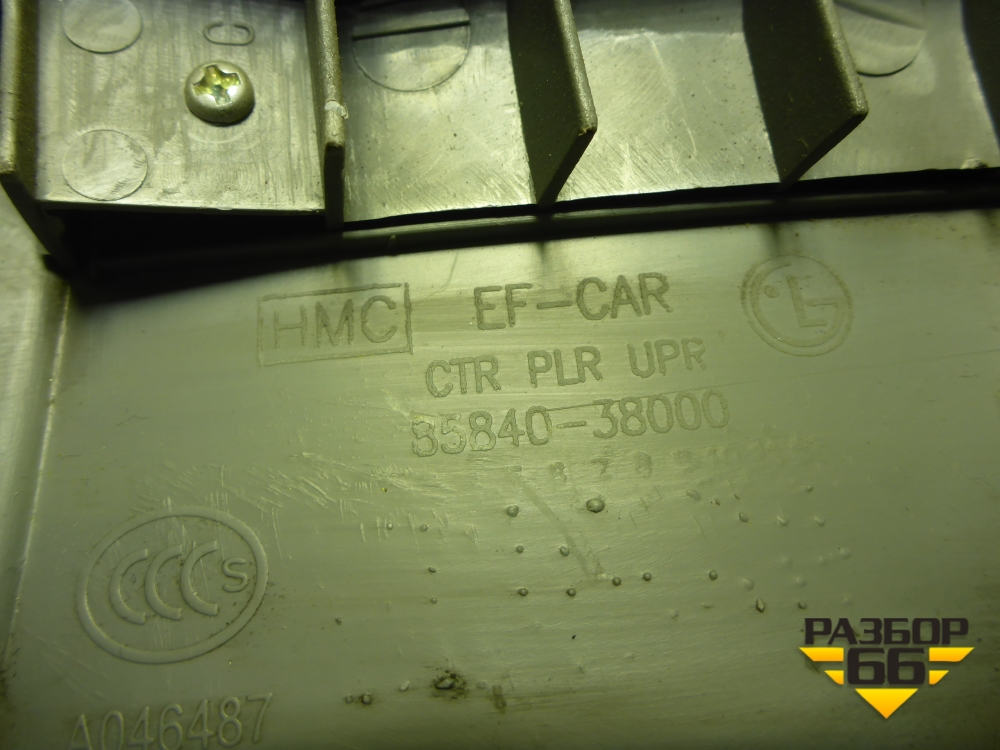 C
HMC EF-CAR LG
CTR PLR UPR
85840-38000
CCCS
A046487
РАЗБОР
66